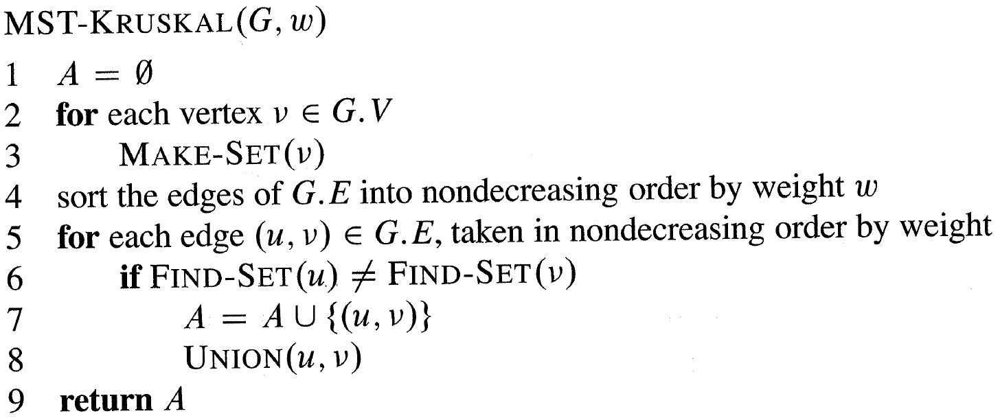 MST-KRUSKAL(G, w)
1 A = ∅
2 for each vertex v ∈ G.V
3 MAKE-SET(v)
4 sort the edges of G.E into nondecreasing order by weight w
5 for each edge (u, v) ∈ G.E, taken in nondecreasing order by weight
6 if FIND-SET(u) ≠ FIND-SET(v)
7 A = A ∪ {(u, v)}
8 UNION(u, v)
9 return A